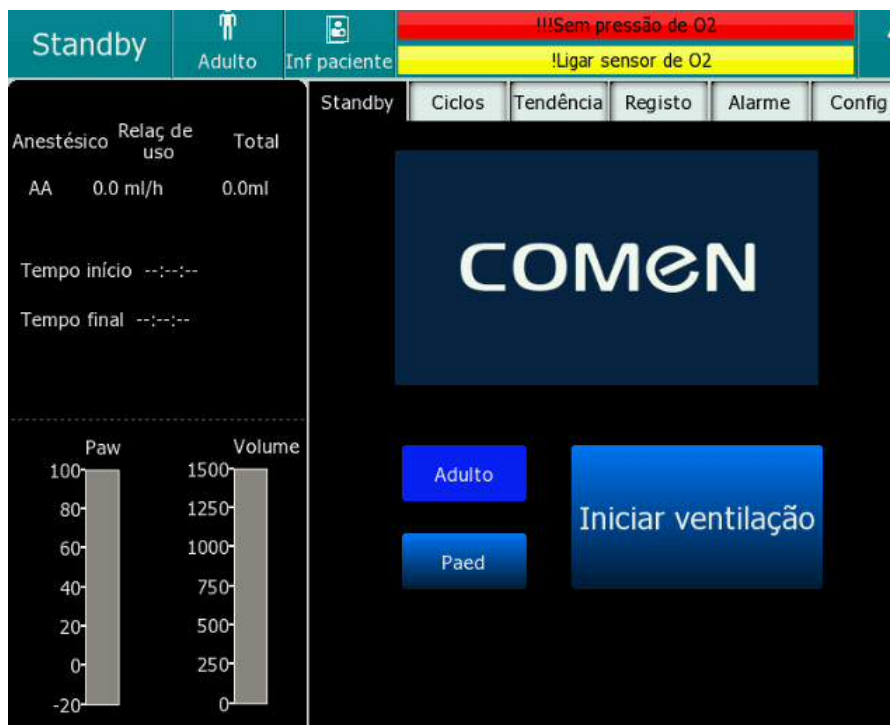 Standby
Adulto
Inf paciente
!!!Sem pressão de O2
!Ligar sensor de O2
Standby Ciclos Tendência Registo Alarme Config
Anestésico Relaç de uso Total
AA 0.0 ml/h 0.0ml
Tempo início --:--:--
Tempo final --:--:--
COMeN
Paw
100
80
60
40
20
0
-20
Volume
1500
1250
1000
750
500
250
0
Adulto
Paed
Iniciar ventilação